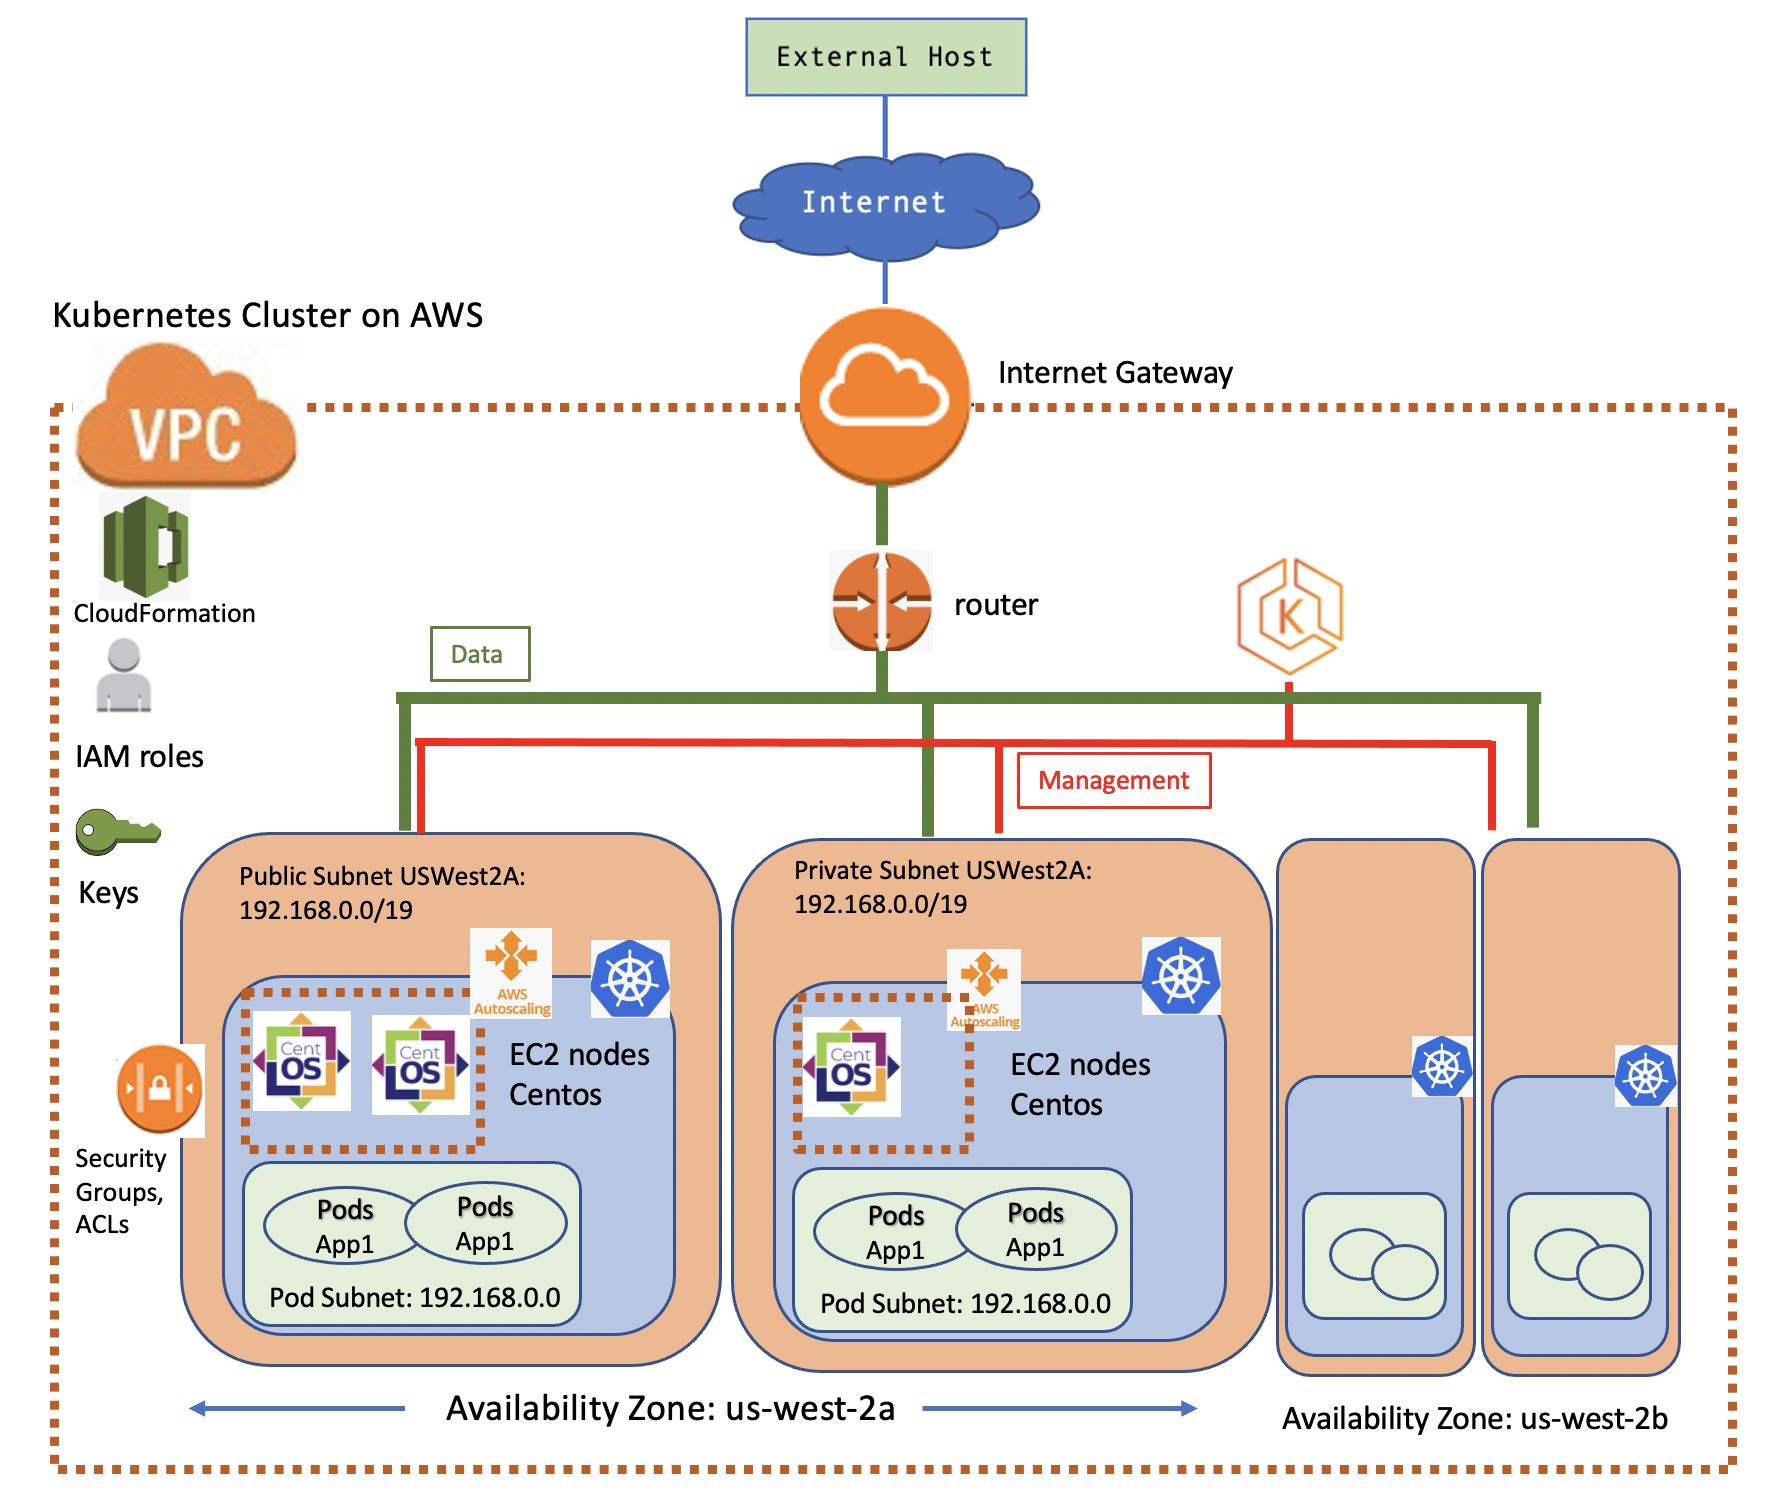 External Host
Internet
Kubernetes Cluster on AWS
Internet Gateway
VPC
CloudFormation
router
K
Data
IAM roles
Management
Keys
Public Subnet USWest2A:
192.168.0.0/19
Private Subnet USWest2A:
192.168.0.0/19
AWS
Autoscaling
AWS
Autoscaling
Cent
OS
Cent
OS
EC2 nodes
Centos
Cent
OS
EC2 nodes
Centos
Security
Groups,
ACLs
Pods
App1
Pods
App1
Pod Subnet: 192.168.0.0
Pods
App1
Pods
App1
Pod Subnet: 192.168.0.0
Availability Zone: us-west-2a
Availability Zone: us-west-2b